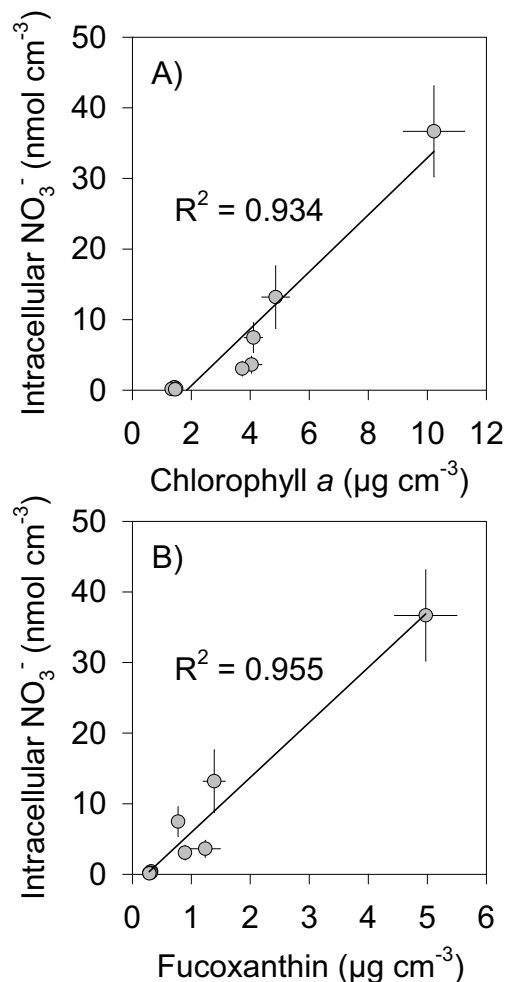 A)
Intracellular NO₃⁻ (nmol cm⁻³)
50
40
30
20
10
0
R² = 0.934
0 2 4 6 8 10 12
Chlorophyll a (µg cm⁻³)
B)
Intracellular NO₃⁻ (nmol cm⁻³)
50
40
30
20
10
0
R² = 0.955
0 1 2 3 4 5 6
Fucoxanthin (µg cm⁻³)